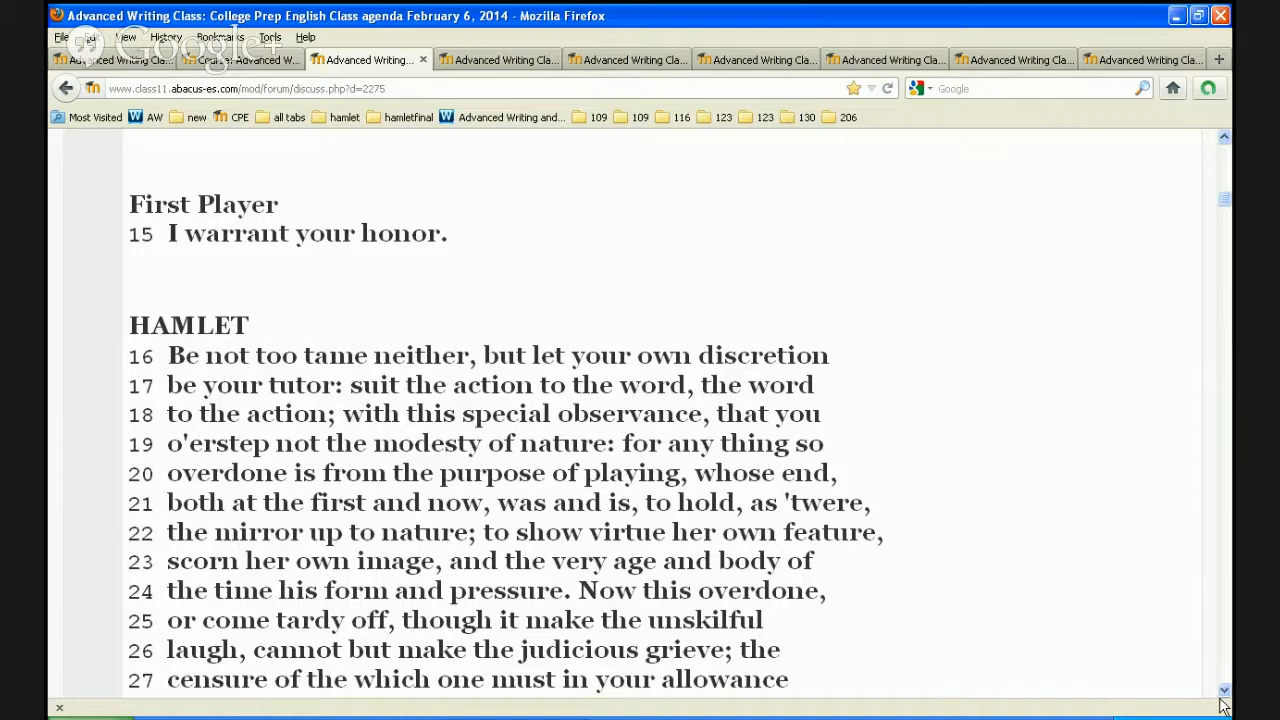 Advanced Writing Class: College Prep English Class agenda February 6, 2014 - Mozilla Firefox
File Edit View History Bookmarks Tools Help
Google+
Advanced Writing Cla... Course: Advanced W... Advanced Writing... Advanced Writing Cla... Advanced Writing Cla... Advanced Writing Cla... Advanced Writing Cla... Advanced Writing Cla... Advanced Writing Cla...
www.class11.abacus-es.com/mod/forum/discuss.php?d=2275 Google
Most Visited AW new CPE all tabs hamlet hamletfinal Advanced Writing and... 109 109 116 123 123 130 206
First Player
15 I warrant your honor.
HAMLET
16 Be not too tame neither, but let your own discretion
17 be your tutor: suit the action to the word, the word
18 to the action; with this special observance, that you
19 o'erstep not the modesty of nature: for any thing so
20 overdone is from the purpose of playing, whose end,
21 both at the first and now, was and is, to hold, as 'twere,
22 the mirror up to nature; to show virtue her own feature,
23 scorn her own image, and the very age and body of
24 the time his form and pressure. Now this overdone,
25 or come tardy off, though it make the unskilful
26 laugh, cannot but make the judicious grieve; the
27 censure of the which one must in your allowance